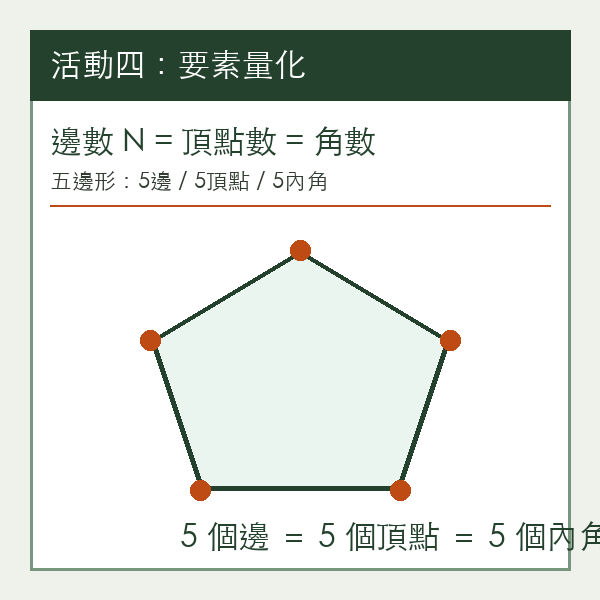 活動四：要素量化
邊數 N = 頂點數 = 角數
五邊形：5邊 / 5頂點 / 5內角
5 個邊 = 5 個頂點 = 5 個內角